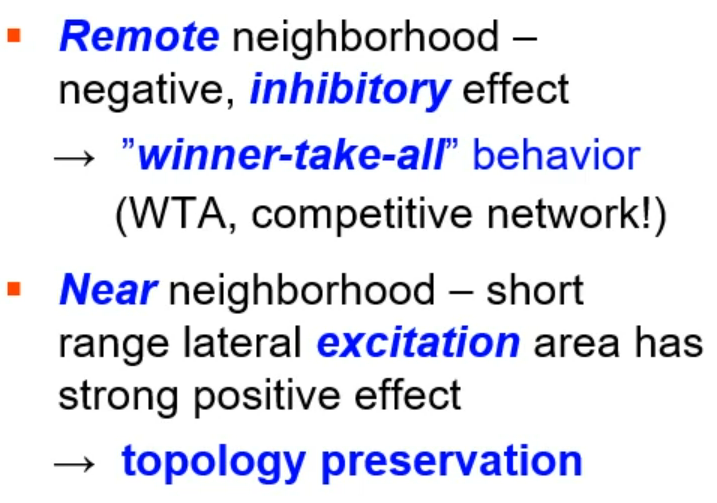 ▪ Remote neighborhood –
negative, inhibitory effect
→ ”winner-take-all” behavior
(WTA, competitive network!)
▪ Near neighborhood – short
range lateral excitation area has
strong positive effect
→ topology preservation